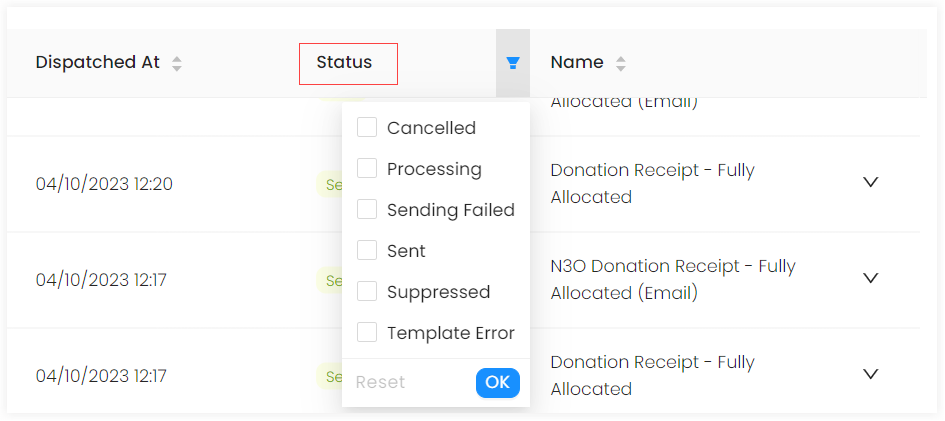 Dispatched At Status Name
Allocated (Email)
Cancelled
Processing
Sending Failed
Sent
Suppressed
Template Error
Reset OK
04/10/2023 12:20 Se Donation Receipt - Fully
Allocated
04/10/2023 12:17 Se N3O Donation Receipt - Fully
Allocated (Email)
04/10/2023 12:17 Se Donation Receipt - Fully
Allocated